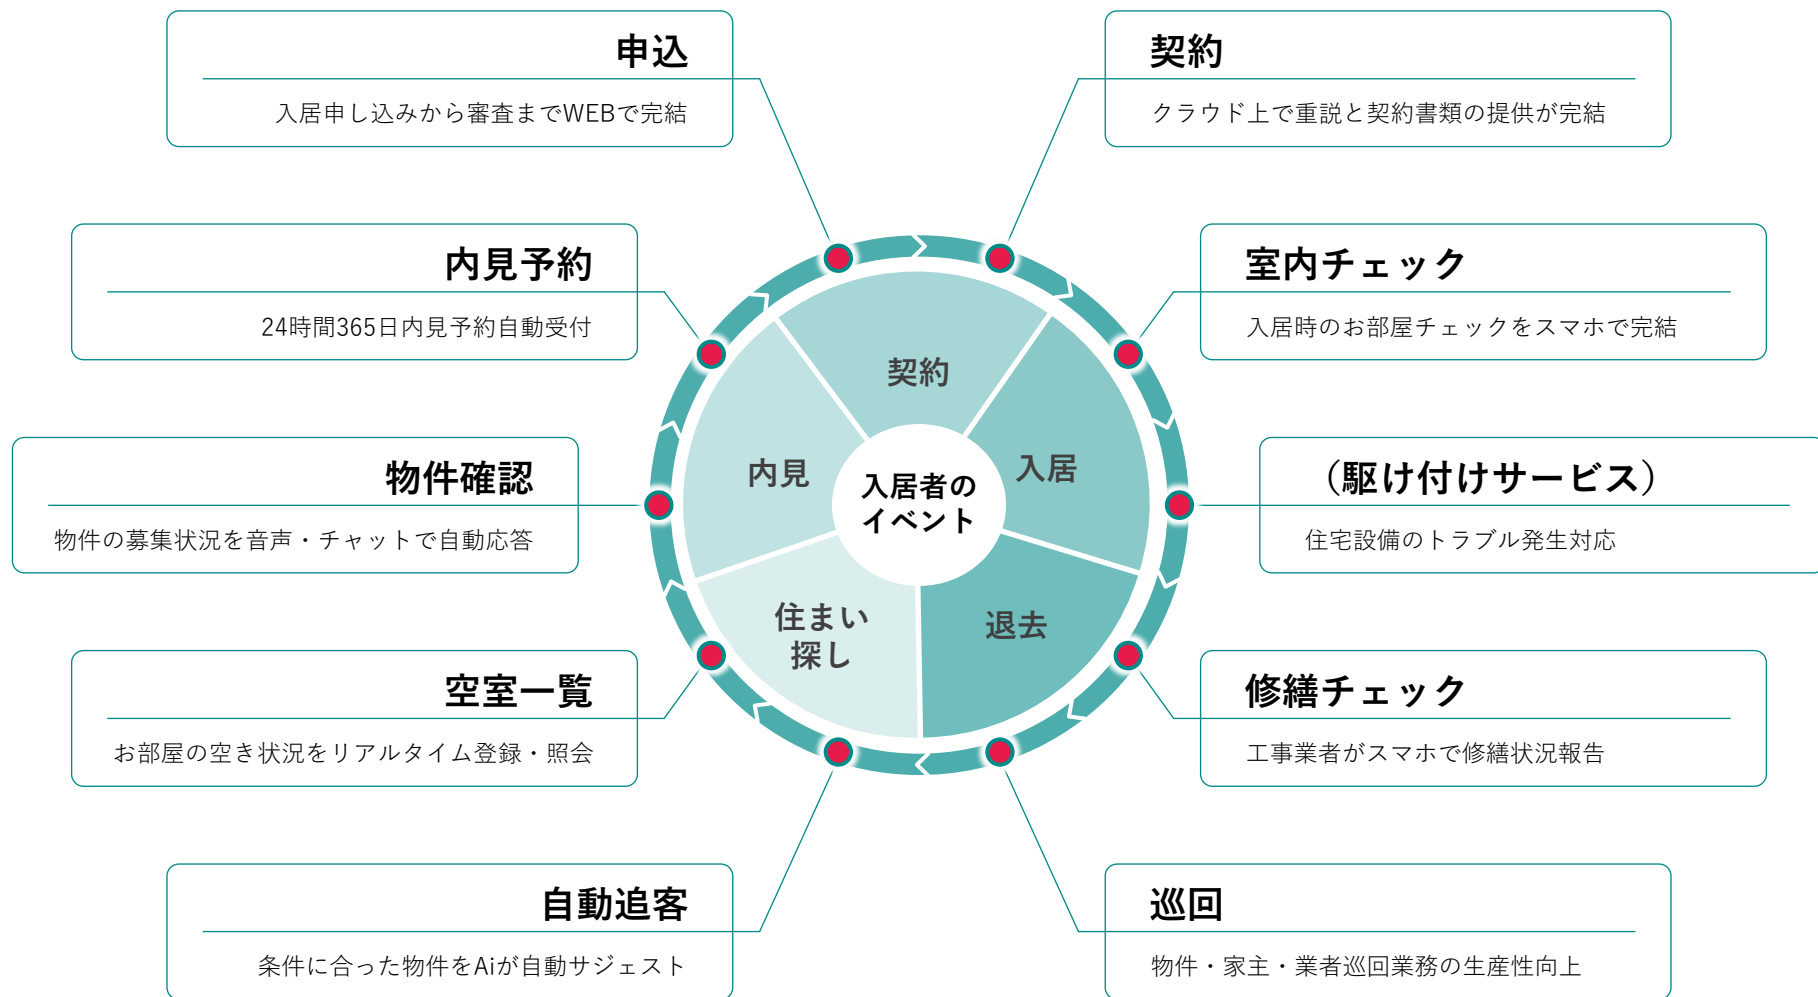 申込
入居申し込みから審査までWEBで完結
契約
クラウド上で重説と契約書類の提供が完結
内見予約
24時間365日内見予約自動受付
室内チェック
入居時のお部屋チェックをスマホで完結
物件確認
物件の募集状況を音声・チャットで自動応答
（駆け付けサービス）
住宅設備のトラブル発生対応
空室一覧
お部屋の空き状況をリアルタイム登録・照会
修繕チェック
工事業者がスマホで修繕状況報告
自動追客
条件に合った物件をAiが自動サジェスト
巡回
物件・家主・業者巡回業務の生産性向上
契約
内見
入居
入居者の
イベント
住まい
探し
退去